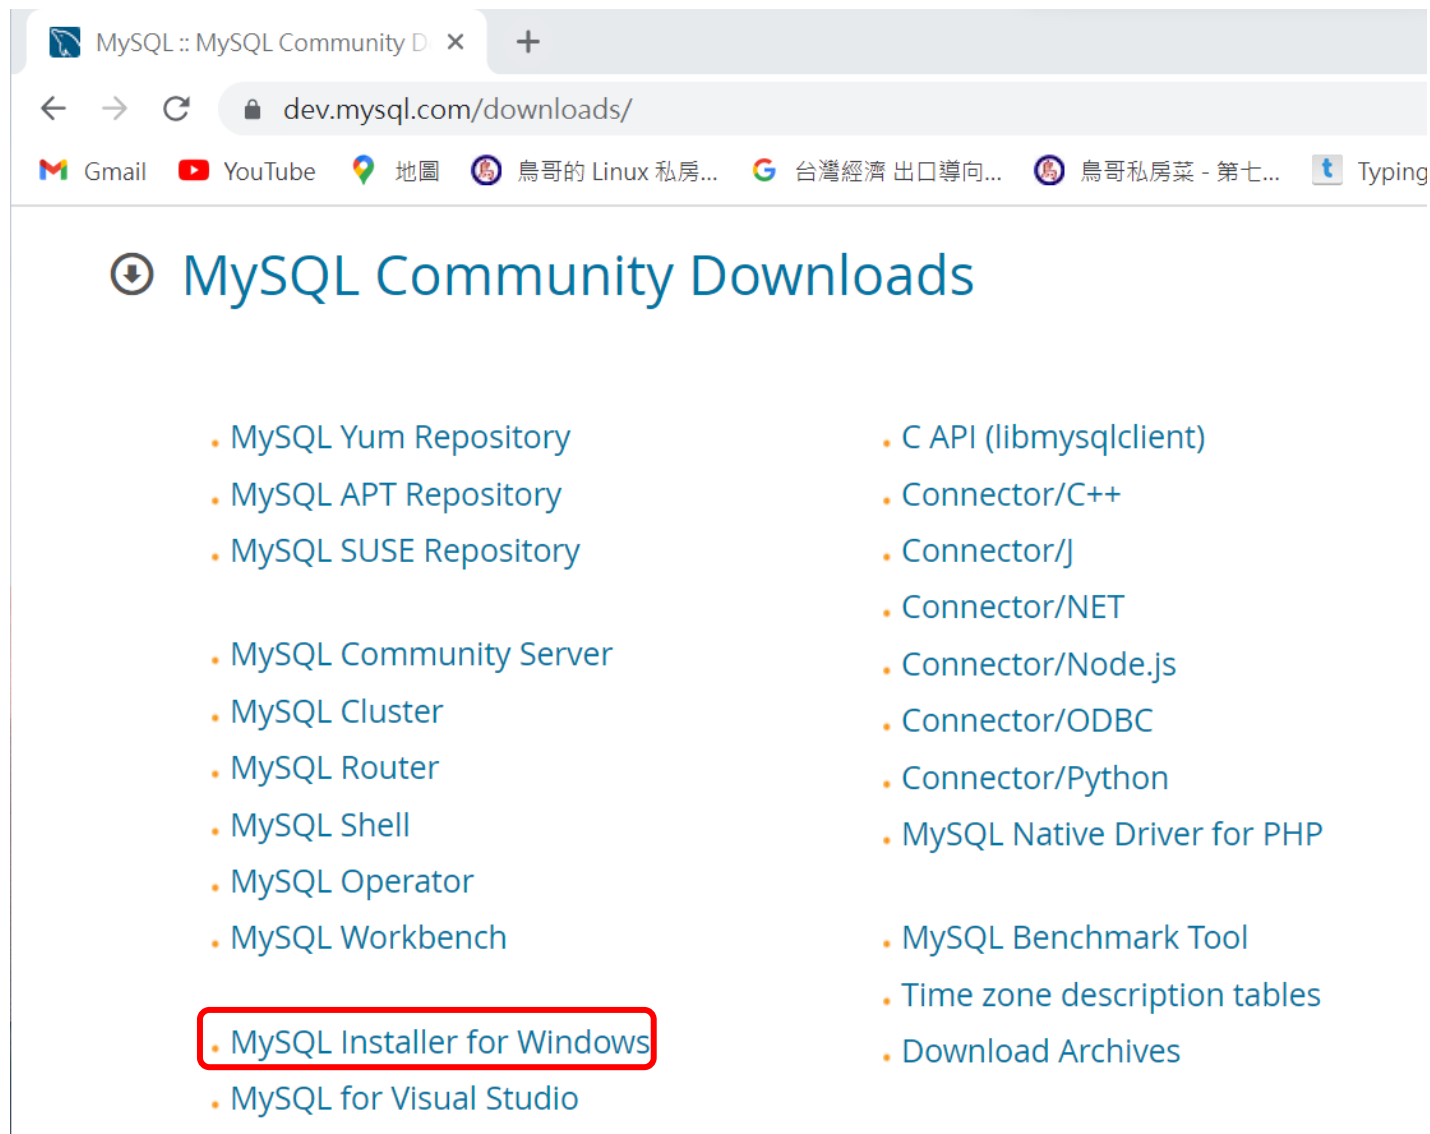 MySQL :: MySQL Community D
dev.mysql.com/downloads/
Gmail YouTube 地圖 鳥哥的 Linux 私房... 台灣經濟 出口導向... 鳥哥私房菜 - 第七... Typing
MySQL Community Downloads
MySQL Yum Repository
MySQL APT Repository
MySQL SUSE Repository
MySQL Community Server
MySQL Cluster
MySQL Router
MySQL Shell
MySQL Operator
MySQL Workbench
MySQL Installer for Windows
MySQL for Visual Studio
C API (libmysqlclient)
Connector/C++
Connector/J
Connector/NET
Connector/Node.js
Connector/ODBC
Connector/Python
MySQL Native Driver for PHP
MySQL Benchmark Tool
Time zone description tables
Download Archives